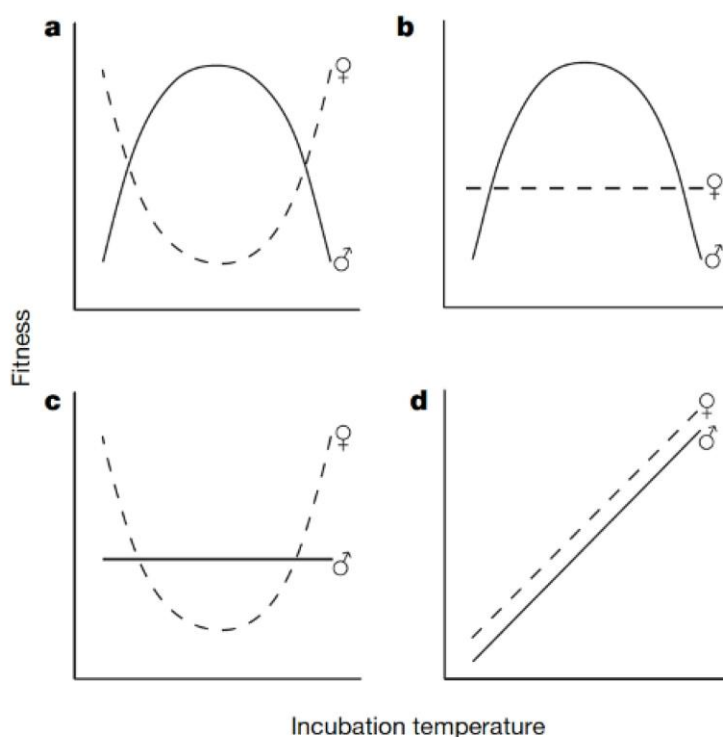 a
♀
♂
b
♀
♂
Fitness
c
♀
♂
d
♀
♂
Incubation temperature